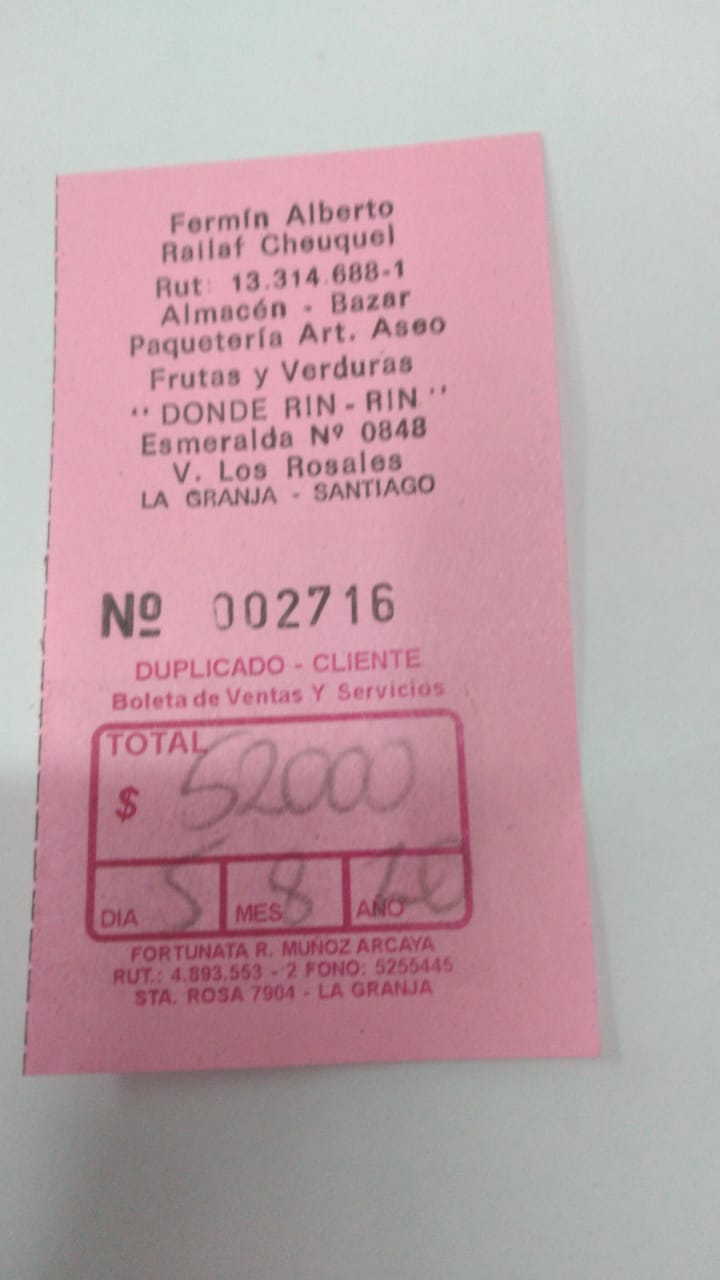 Fermín Alberto
Railaf Cheuquel
Rut: 13.314.688-1
Almacén - Bazar
Paquetería Art. Aseo
Frutas y Verduras
" DONDE RIN - RIN "
Esmeralda Nº 0848
V. Los Rosales
LA GRANJA - SANTIAGO
Nº 002716
DUPLICADO - CLIENTE
Boleta de Ventas Y Servicios
TOTAL
$ 52000
DIA 5 MES 8 AÑO
FORTUNATA R. MUÑOZ ARCAYA
RUT.: 4.893.553 - 2 FONO: 5255445
STA. ROSA 7904 - LA GRANJA